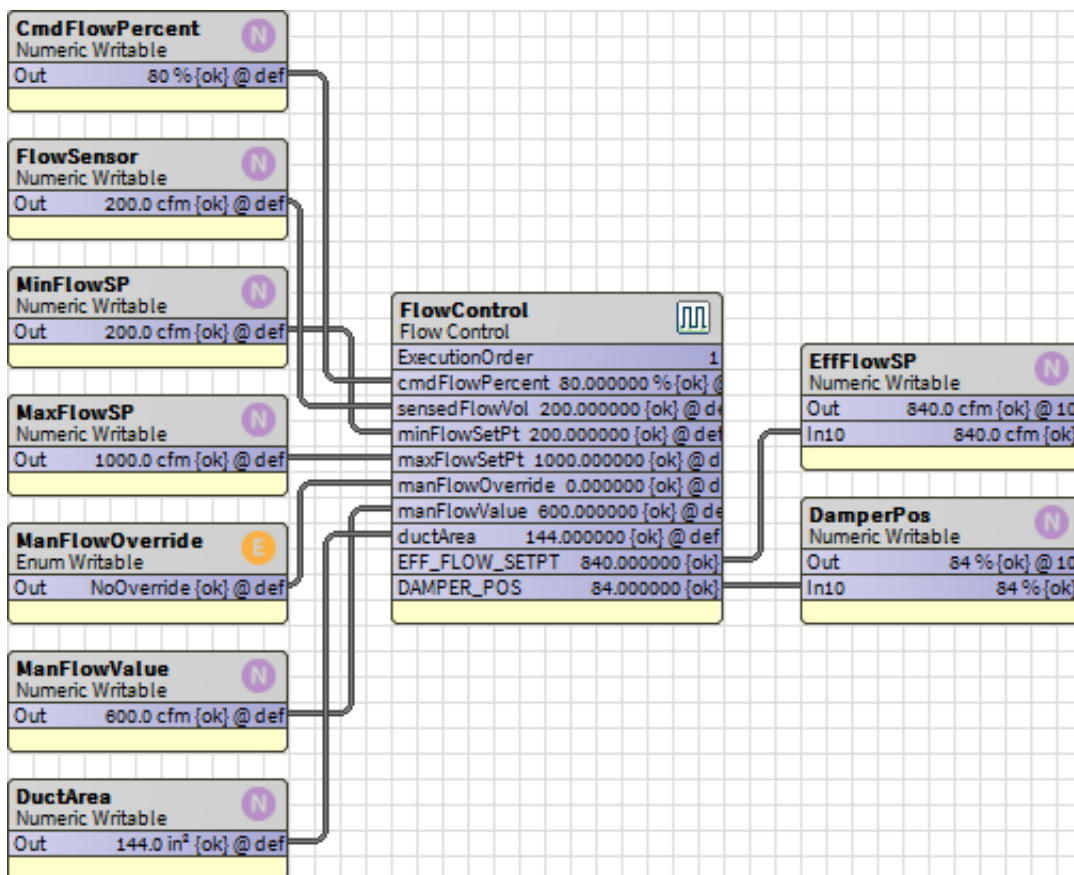 CmdFlowPercent N
Numeric Writable
Out 80 % {ok} @ def
FlowSensor N
Numeric Writable
Out 200.0 cfm {ok} @ def
MinFlowSP N
Numeric Writable
Out 200.0 cfm {ok} @ def
MaxFlowSP N
Numeric Writable
Out 1000.0 cfm {ok} @ def
ManFlowOverride E
Enum Writable
Out NoOverride {ok} @ def
ManFlowValue N
Numeric Writable
Out 600.0 cfm {ok} @ def
DuctArea N
Numeric Writable
Out 144.0 in² {ok} @ def
FlowControl
Flow Control
ExecutionOrder 1
cmdFlowPercent 80.000000 % {ok} @
sensedFlowVol 200.000000 {ok} @ de
minFlowSetPt 200.000000 {ok} @ def
maxFlowSetPt 1000.000000 {ok} @ d
manFlowOverride 0.000000 {ok} @ d
manFlowValue 600.000000 {ok} @ de
ductArea 144.000000 {ok} @ def
EFF_FLOW_SETPT 840.000000 {ok}
DAMPER_POS 84.000000 {ok}
EffFlowSP N
Numeric Writable
Out 840.0 cfm {ok} @ 10
In10 840.0 cfm {ok}
DamperPos N
Numeric Writable
Out 84 % {ok} @ 10
In10 84 % {ok}